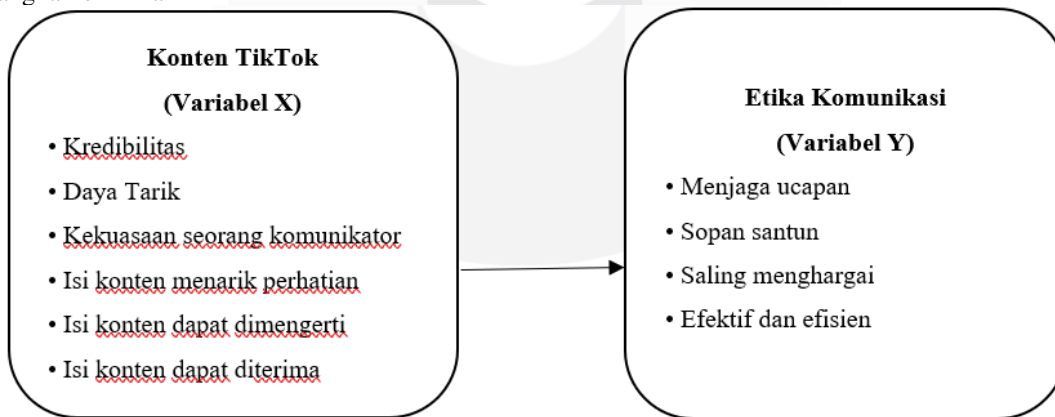 Konten TikTok
(Variabel X)
• Kredibilitas
• Daya Tarik
• Kekuasaan seorang komunikator
• Isi konten menarik perhatian
• Isi konten dapat dimengerti
• Isi konten dapat diterima
Etika Komunikasi
(Variabel Y)
• Menjaga ucapan
• Sopan santun
• Saling menghargai
• Efektif dan efisien